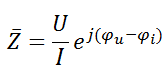 Z̄ = U/I e^{j(φ_u−φ_i)}